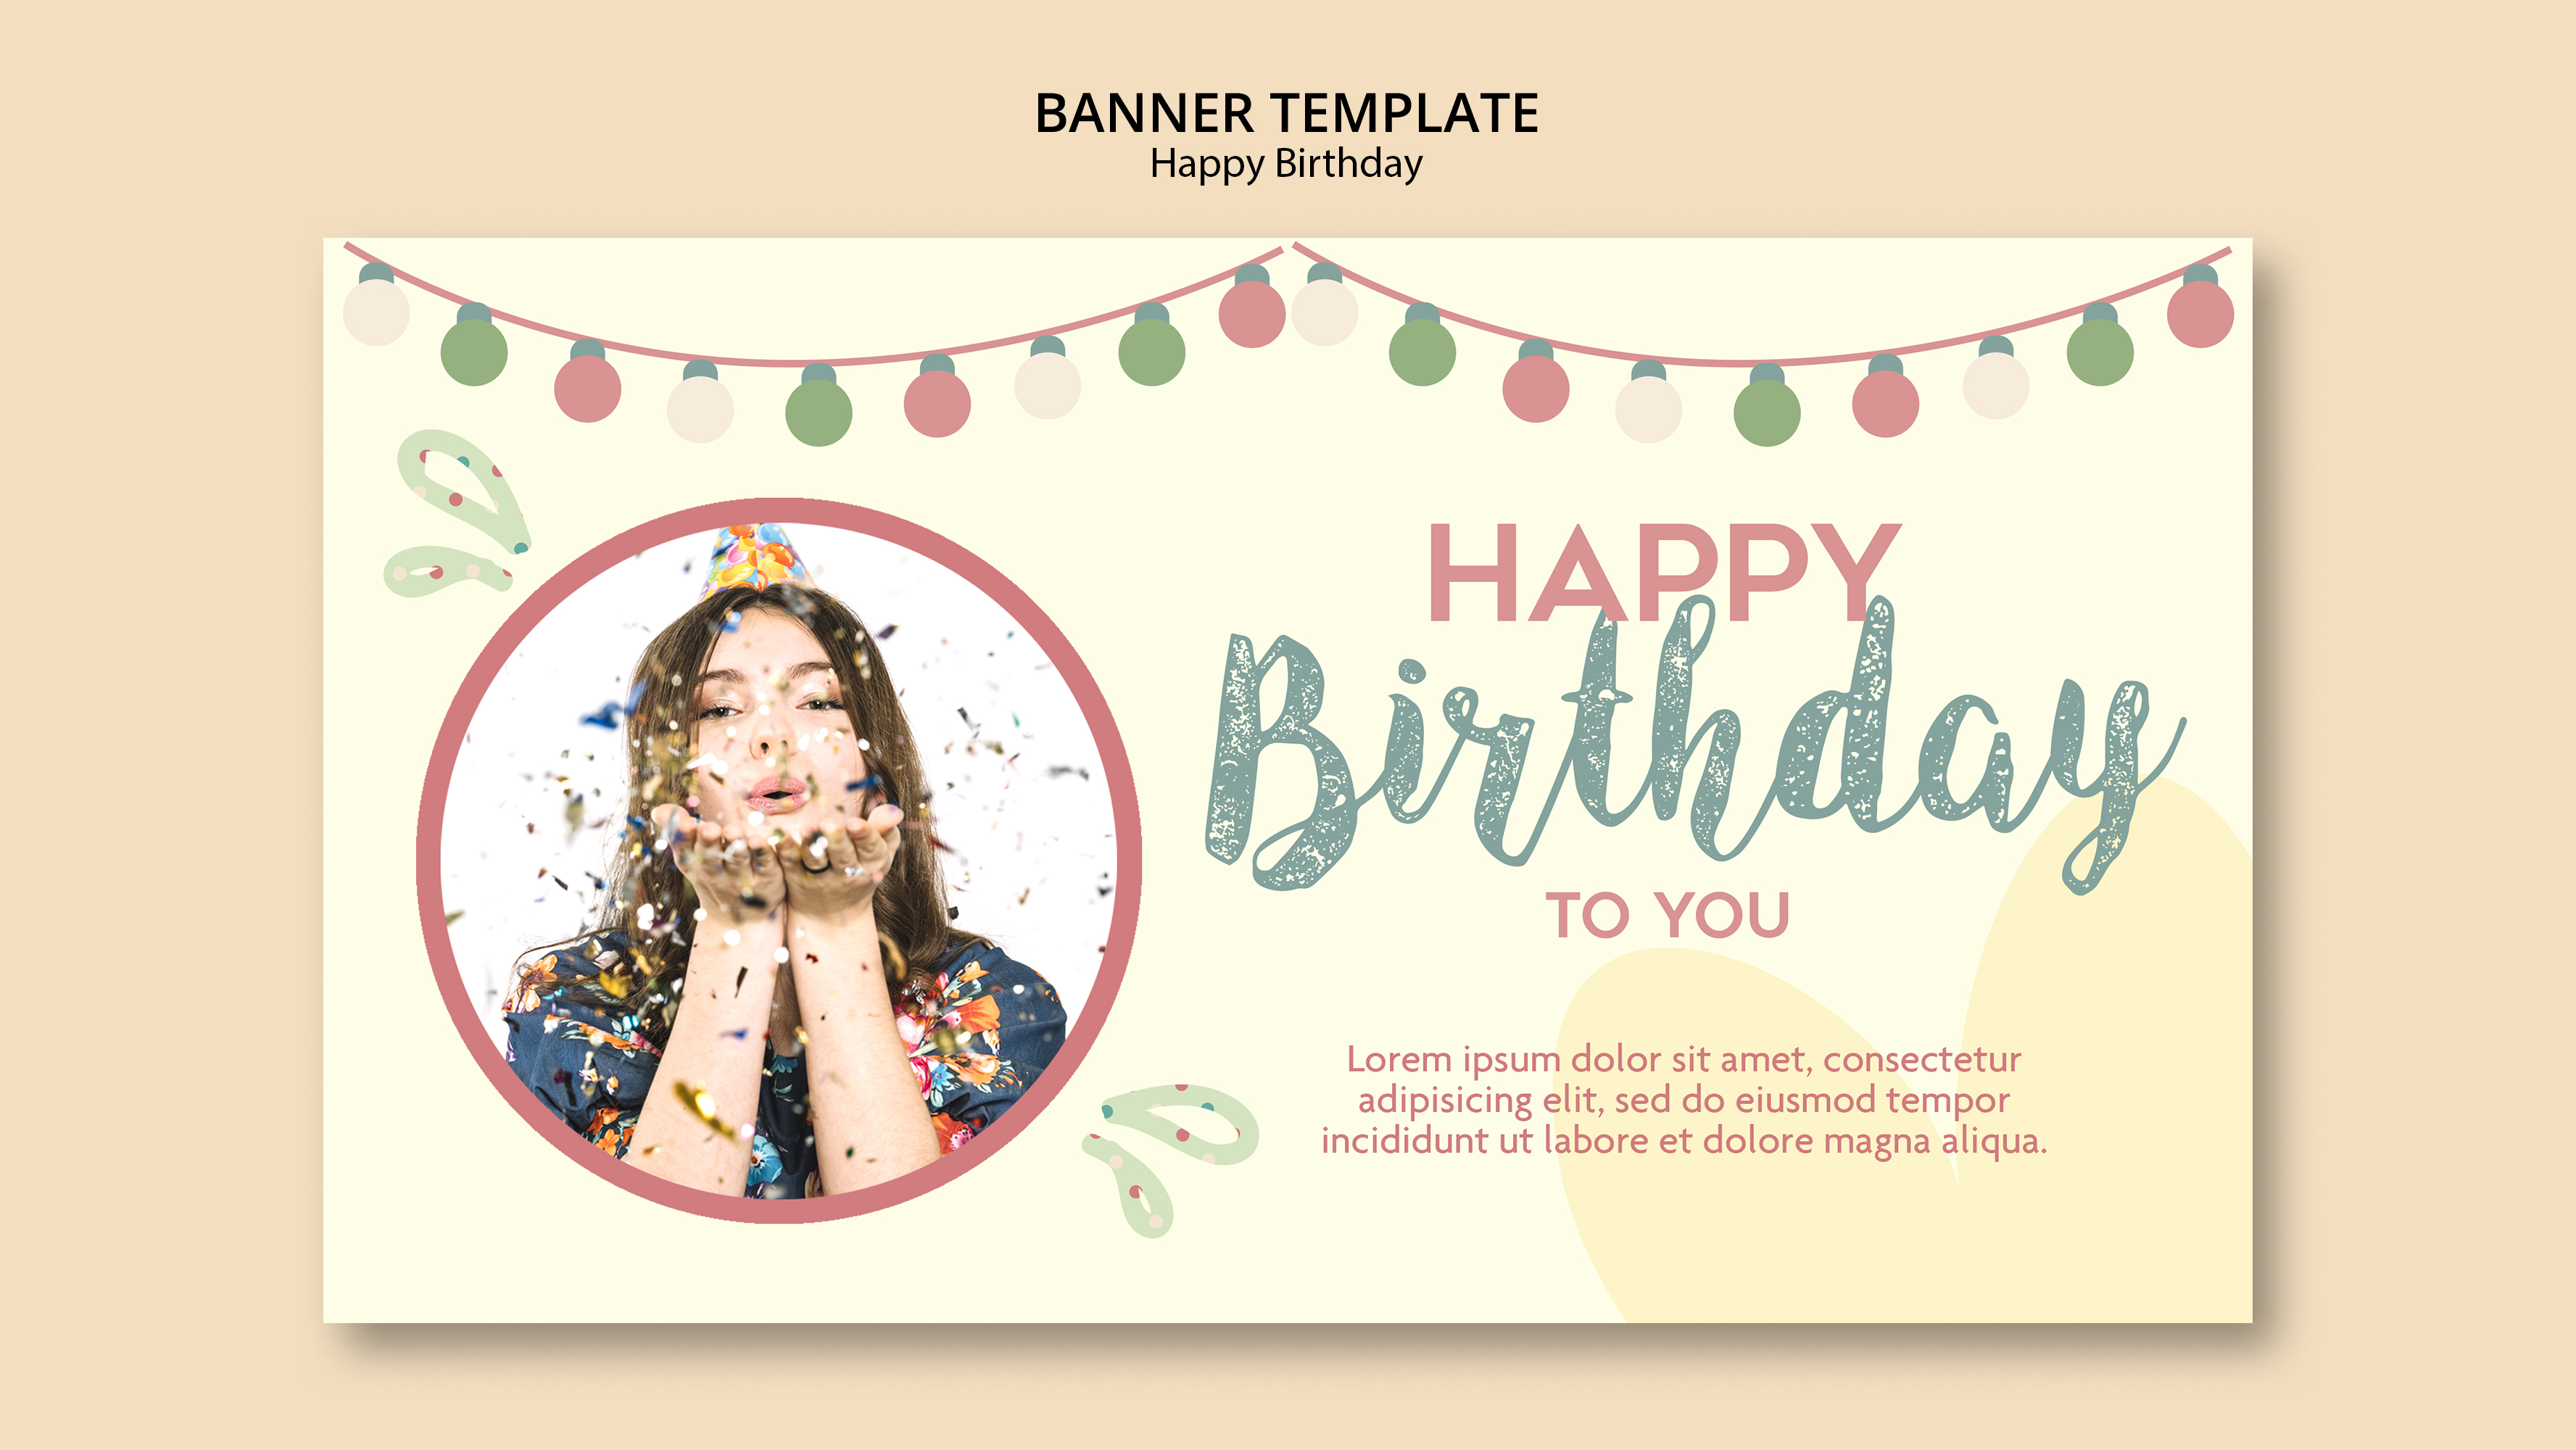 BANNER TEMPLATE
Happy Birthday
HAPPY
Birthday
TO YOU
Lorem ipsum dolor sit amet, consectetur
adipisicing elit, sed do eiusmod tempor
incididunt ut labore et dolore magna aliqua.